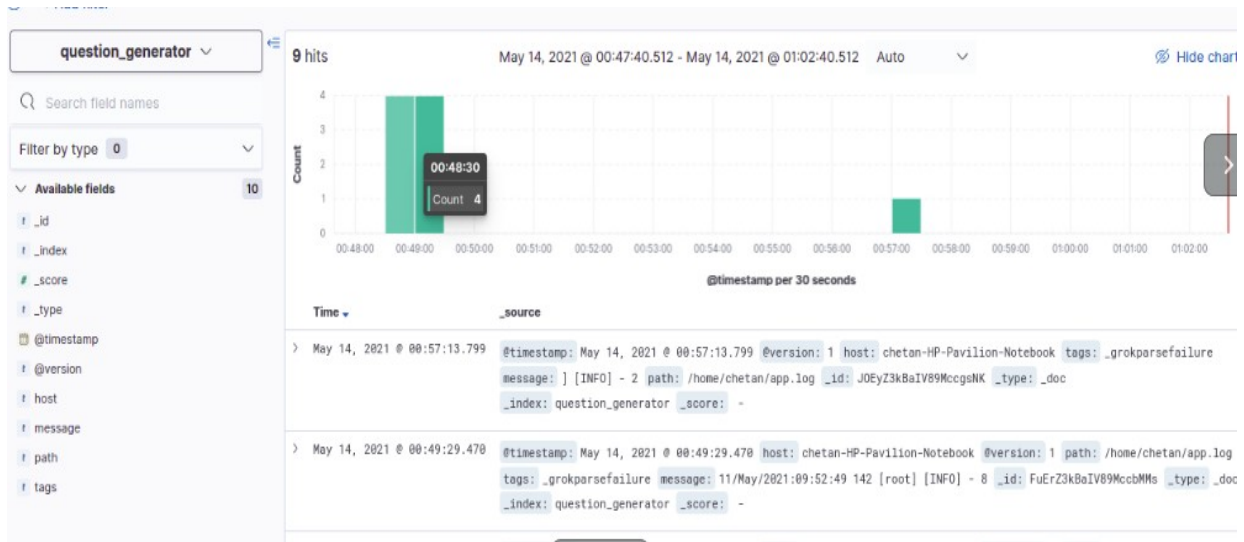 question_generator
Search field names
Filter by type 0
Available fields 10
t _id
t _index
# _score
t _type
@timestamp
t @version
t host
t message
t path
t tags
9 hits
May 14, 2021 @ 00:47:40.512 - May 14, 2021 @ 01:02:40.512 Auto
Hide chart
4
3
2
1
0
Count
00:48:30
Count 4
00:48:00 00:49:00 00:50:00 00:51:00 00:52:00 00:53:00 00:54:00 00:55:00 00:56:00 00:57:00 00:58:00 00:59:00 01:00:00 01:01:00 01:02:00
@timestamp per 30 seconds
Time _source
May 14, 2021 @ 00:57:13.799 @timestamp: May 14, 2021 @ 00:57:13.799 @version: 1 host: chetan-HP-Pavilion-Notebook tags: _grokparsefailure
message: ] [INFO] - 2 path: /home/chetan/app.log _id: JOEyZ3kBaIV89MccgsNK _type: _doc
_index: question_generator _score: -
May 14, 2021 @ 00:49:29.470 @timestamp: May 14, 2021 @ 00:49:29.470 host: chetan-HP-Pavilion-Notebook @version: 1 path: /home/chetan/app.log
tags: _grokparsefailure message: 11/May/2021:09:52:49 142 [root] [INFO] - 8 _id: FuErZ3kBaIV89MccbMMs _type: _doc
_index: question_generator _score: -